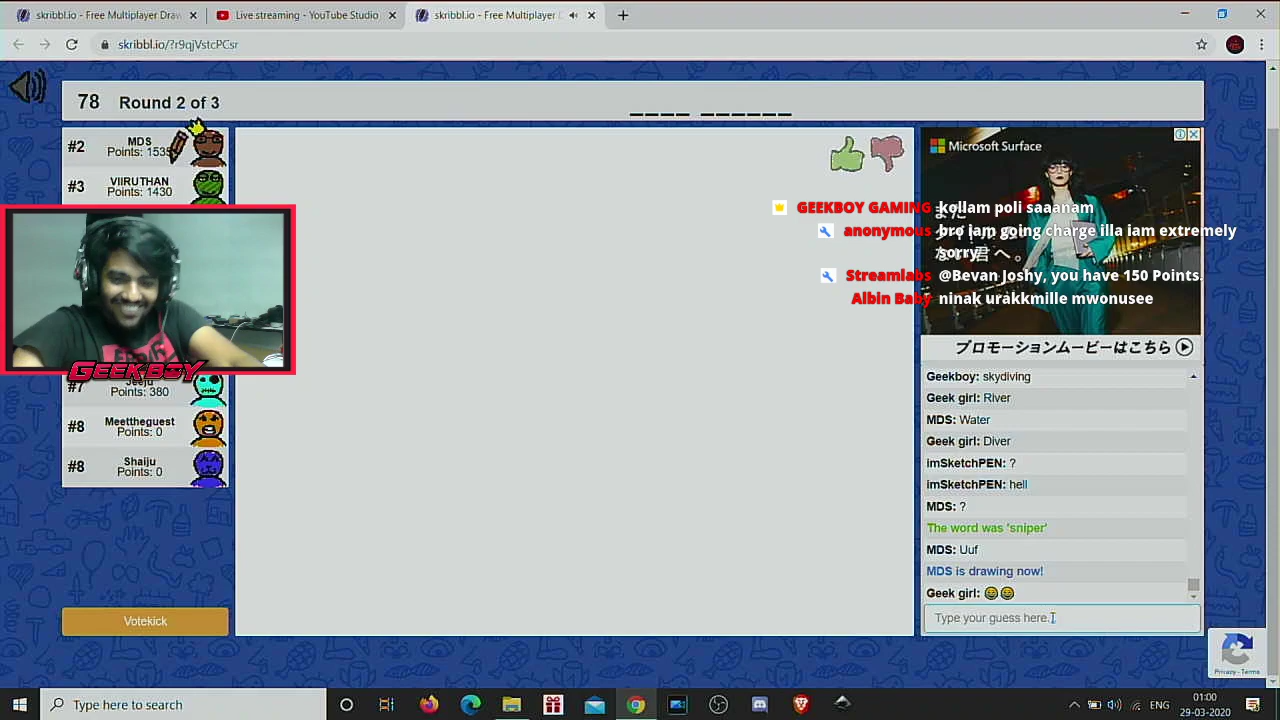 skribbl.io - Free Multiplayer Draw
Live streaming - YouTube Studio
skribbl.io - Free Multiplayer D
skribbl.io/?r9qjVstcPCsr
78 Round 2 of 3
#2 MDS
Points: 1535
#3 VIIRUTHAN
Points: 1430
GEEKBOY
#7 Jeeju
Points: 380
#8 Meettheguest
Points: 0
#8 Shaiju
Points: 0
Votekick
Microsoft Surface
GEEKBOY GAMING kollam poli saaanam
anonymous bro iam going charge illa iam extremely
sorry
Streamlabs @Bevan Joshy, you have 150 Points.
Albin Baby ninak urakkmille mwonusee
プロモーションムービーはこちら
Geekboy: skydiving
Geek girl: River
MDS: Water
Geek girl: Diver
imSketchPEN: ?
imSketchPEN: hell
MDS: ?
The word was 'sniper'
MDS: Uuf
MDS is drawing now!
Geek girl: 😂😂
Type your guess here...
Privacy - Terms
Type here to search
ENG
01:00
29-03-2020